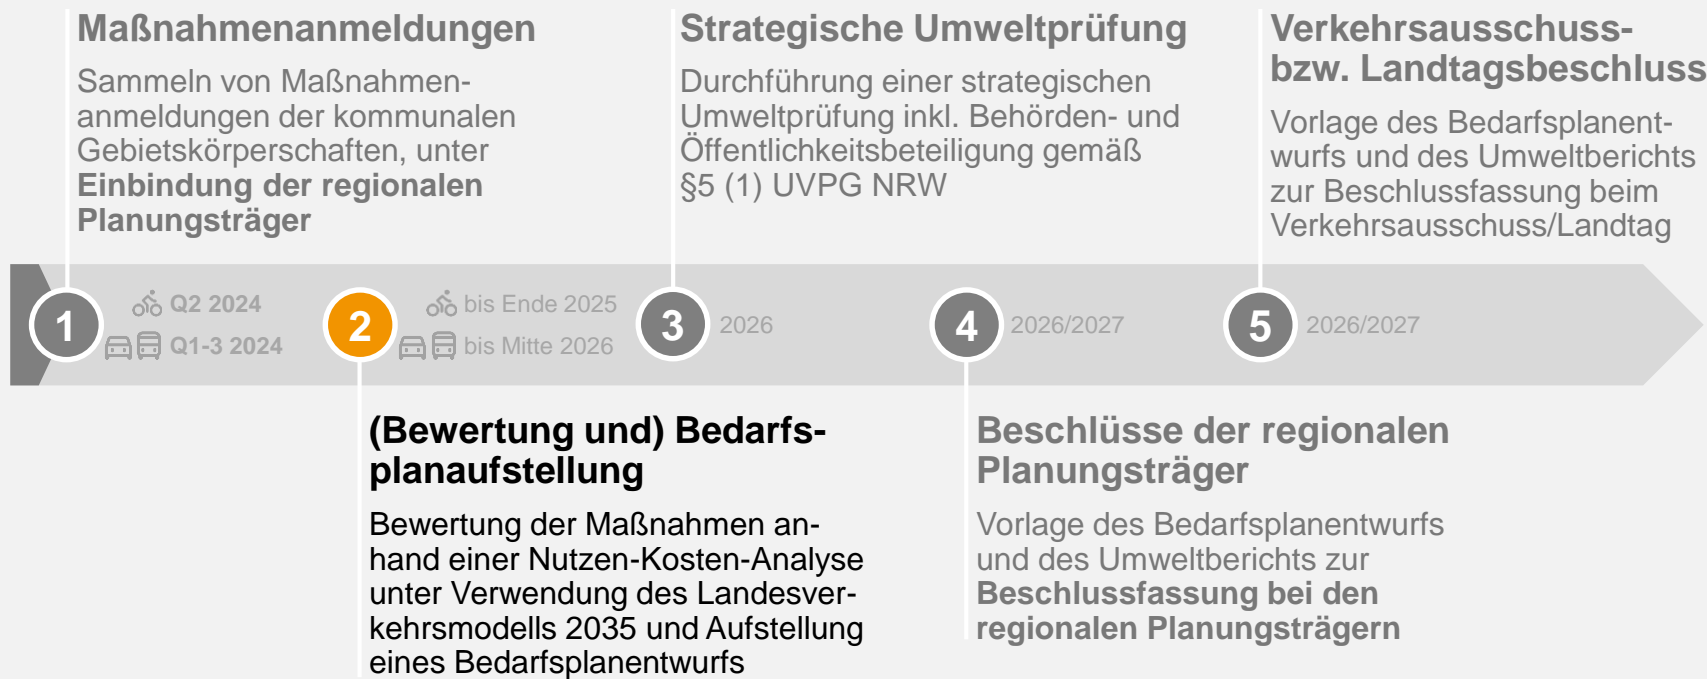 Maßnahmenanmeldungen
Sammeln von Maßnahmen-
anmeldungen der kommunalen
Gebietskörperschaften, unter
Einbindung der regionalen
Planungsträger
Strategische Umweltprüfung
Durchführung einer strategischen
Umweltprüfung inkl. Behörden- und
Öffentlichkeitsbeteiligung gemäß
§5 (1) UVPG NRW
Verkehrsausschuss-
bzw. Landtagsbeschluss
Vorlage des Bedarfsplanent-
wurfs und des Umweltberichts
zur Beschlussfassung beim
Verkehrsausschuss/Landtag
1
Q2 2024
Q1-3 2024
2
bis Ende 2025
bis Mitte 2026
3
2026
4
2026/2027
5
2026/2027
(Bewertung und) Bedarfs-
planaufstellung
Bewertung der Maßnahmen an-
hand einer Nutzen-Kosten-Analyse
unter Verwendung des Landesver-
kehrsmodells 2035 und Aufstellung
eines Bedarfsplanentwurfs
Beschlüsse der regionalen
Planungsträger
Vorlage des Bedarfsplanentwurfs
und des Umweltberichts zur
Beschlussfassung bei den
regionalen Planungsträgern